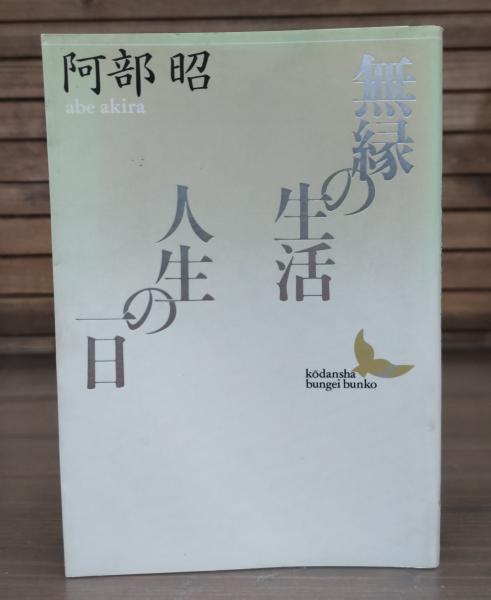 阿部 昭
abe akira
無縁の生活
人生の一日
kōdansha
bungei bunko